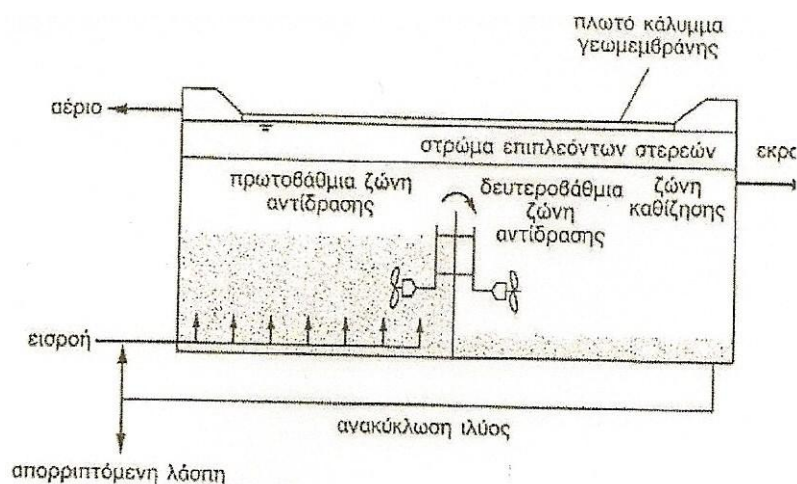 πλωτό κάλυμμα
γεωμεμβράνης
αέριο
στρώμα επιπλεόντων στερεών
πρωτοβάθμια ζώνη
αντίδρασης
δευτεροβάθμια
ζώνη
αντίδρασης
ζώνη
καθίζησης
εισροή
ανακύκλωση ιλύος
απορριπτόμενη λάσπη